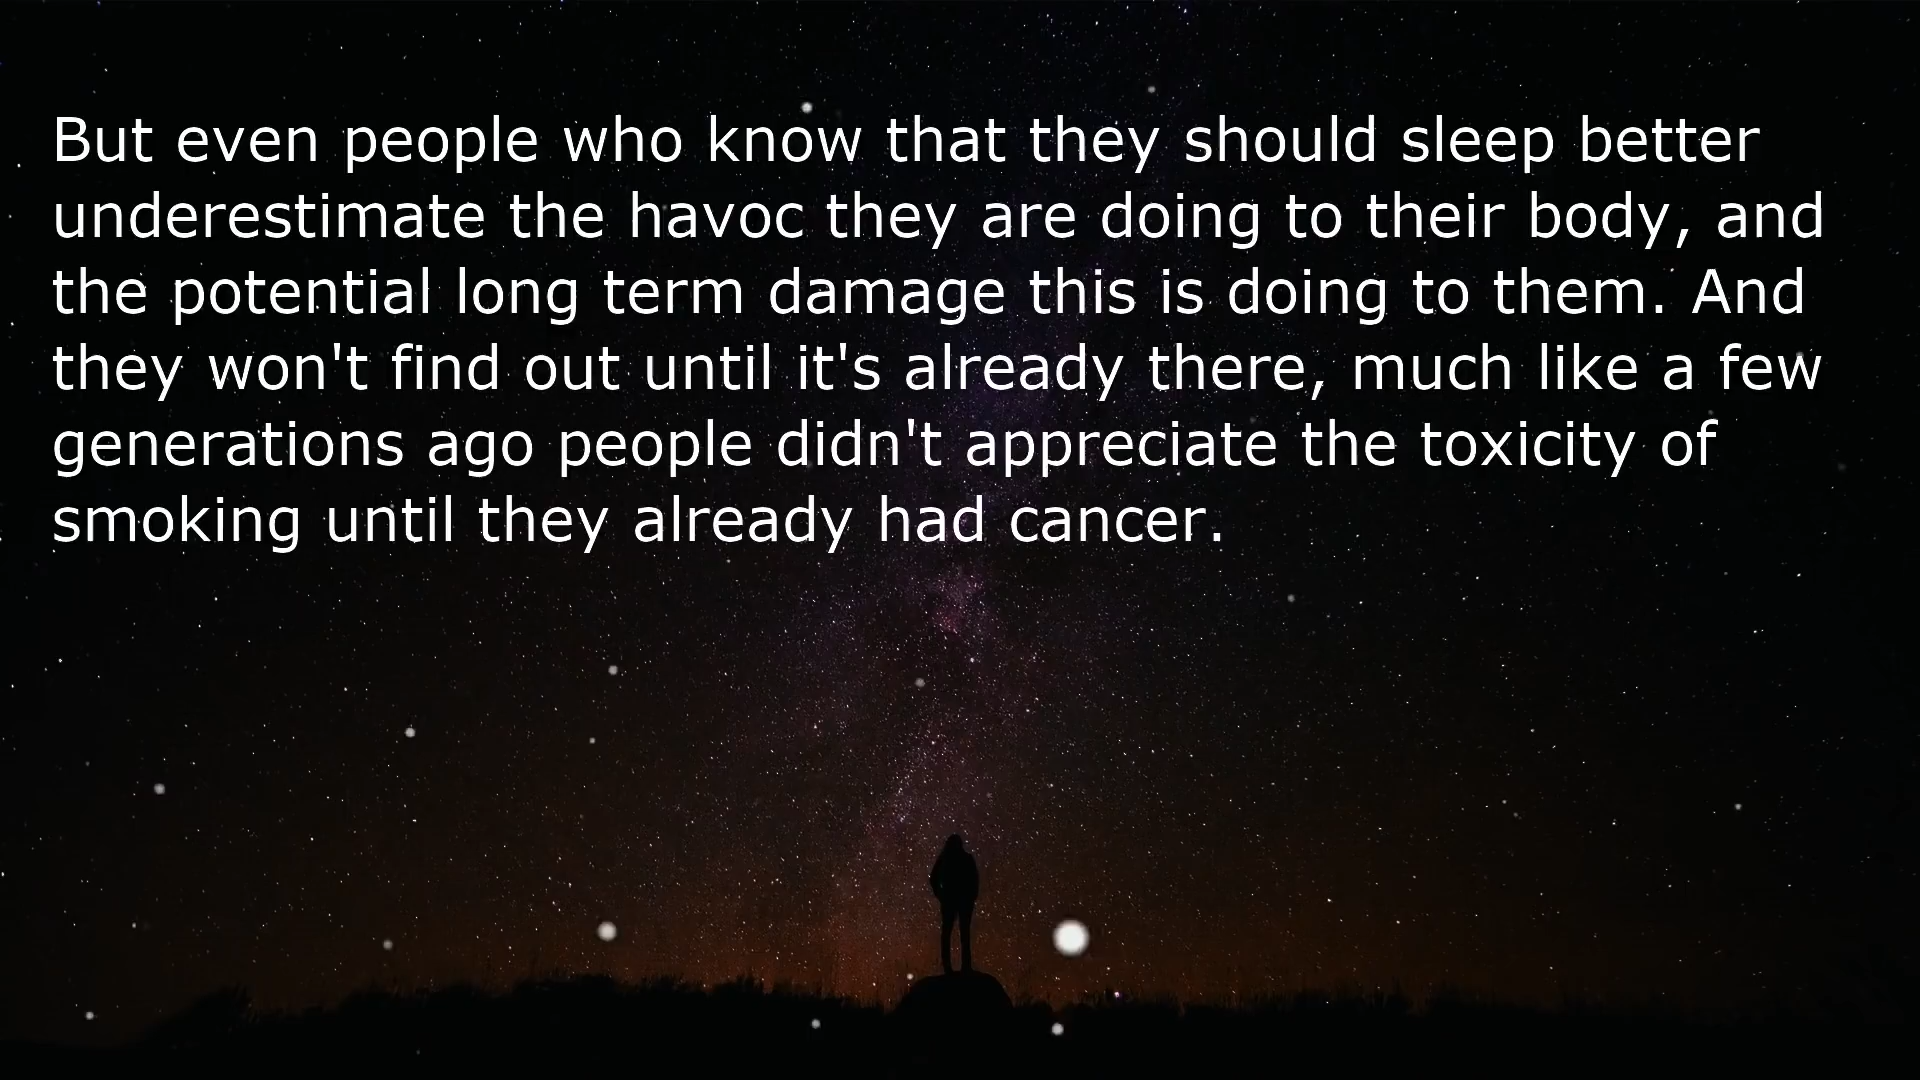 But even people who know that they should sleep better
underestimate the havoc they are doing to their body, and
the potential long term damage this is doing to them. And
they won't find out until it's already there, much like a few
generations ago people didn't appreciate the toxicity of
smoking until they already had cancer.